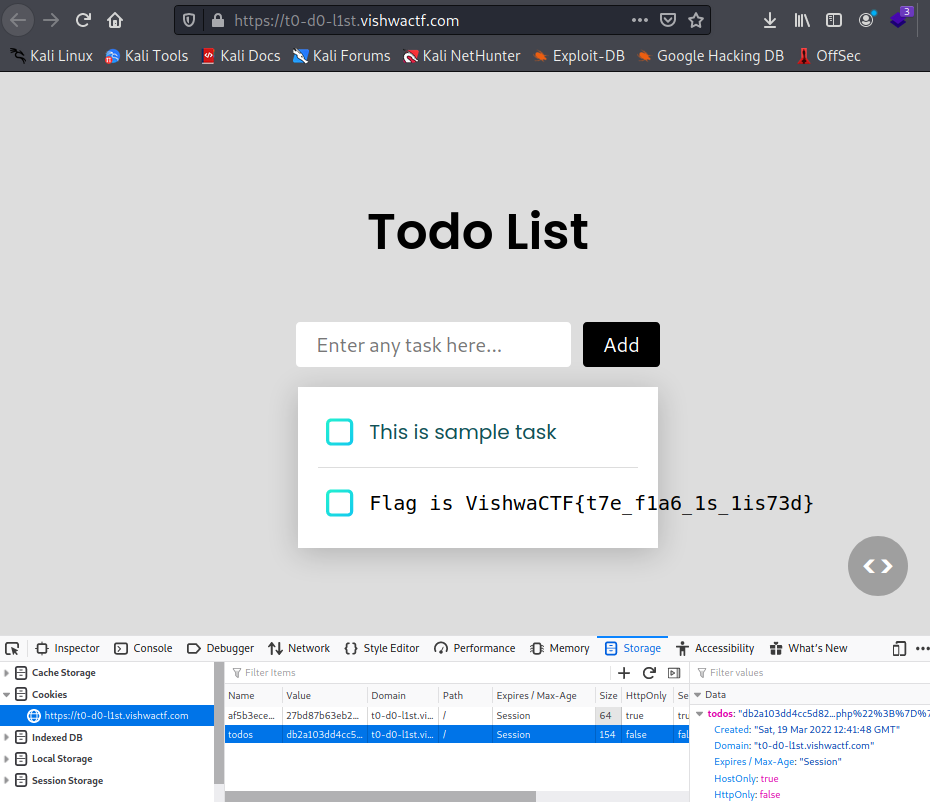 https://t0-d0-l1st.vishwactf.com
3
Kali Linux Kali Tools Kali Docs Kali Forums Kali NetHunter Exploit-DB Google Hacking DB OffSec
Todo List
Enter any task here... Add
This is sample task
Flag is VishwaCTF{t7e_f1a6_1s_1is73d}
< >
Inspector Console Debugger Network Style Editor Performance Memory Storage Accessibility What's New
Cache Storage
Cookies
https://t0-d0-l1st.vishwactf.com
Indexed DB
Local Storage
Session Storage
Filter Items
Name Value Domain Path Expires / Max-Age Size HttpOnly Se
af5b3ece... 27bd87b63eb2... t0-d0-l1st.vi... / Session 64 true tru
todos db2a103dd4cc5... t0-d0-l1st.vi... / Session 154 false fal
Filter values
Data
todos: "db2a103dd4cc5d82...php%22%3B%7D%7
Created: "Sat, 19 Mar 2022 12:41:48 GMT"
Domain: "t0-d0-l1st.vishwactf.com"
Expires / Max-Age: "Session"
HostOnly: true
HttpOnly: false